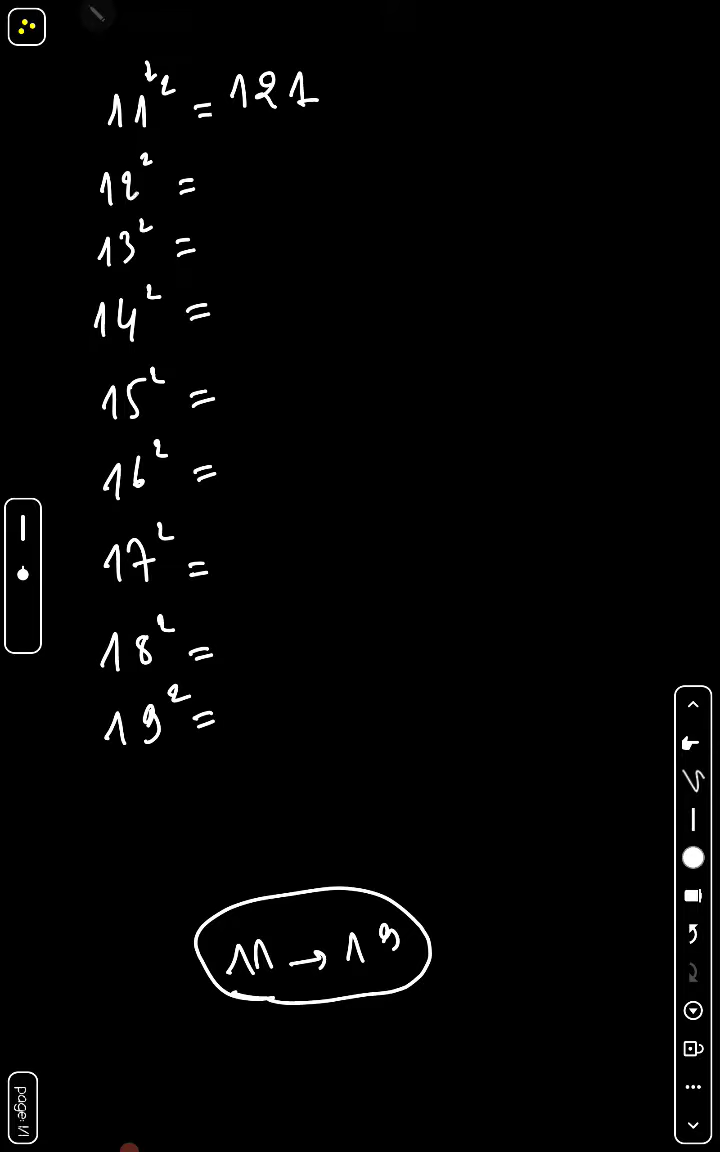 11² = 121
12² =
13² =
14² =
15² =
16² =
17² =
18² =
19² =
11 → 19
page: 1/1